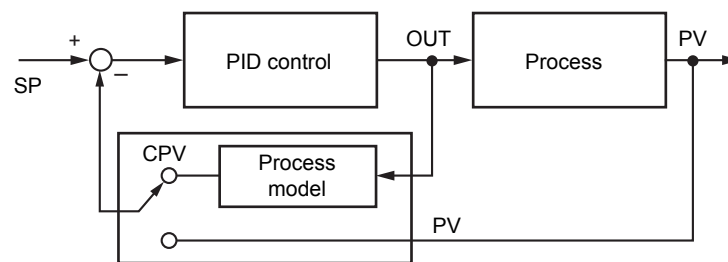 +
OUT
PV
PID control
Process
SP
−
CPV
Process
model
PV